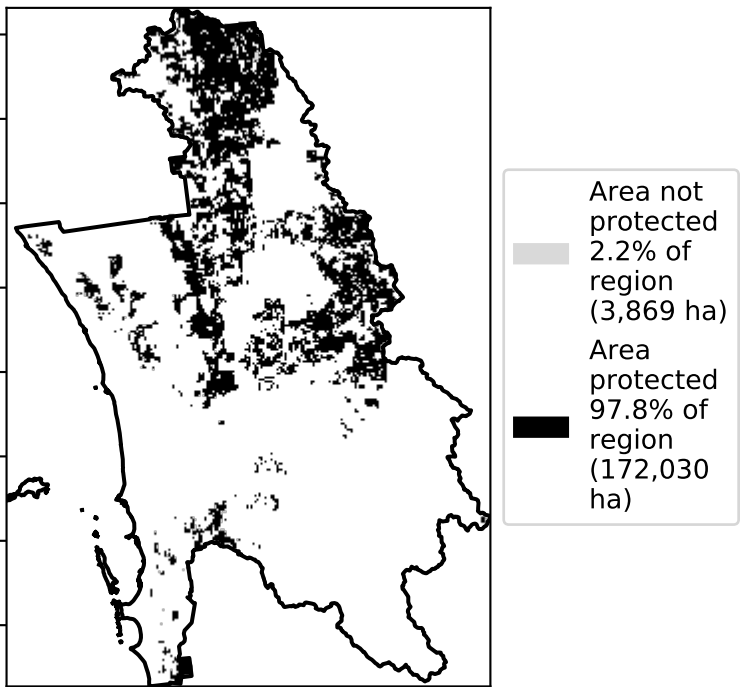 Area not
protected
2.2% of
region
(3,869 ha)
Area
protected
97.8% of
region
(172,030
ha)